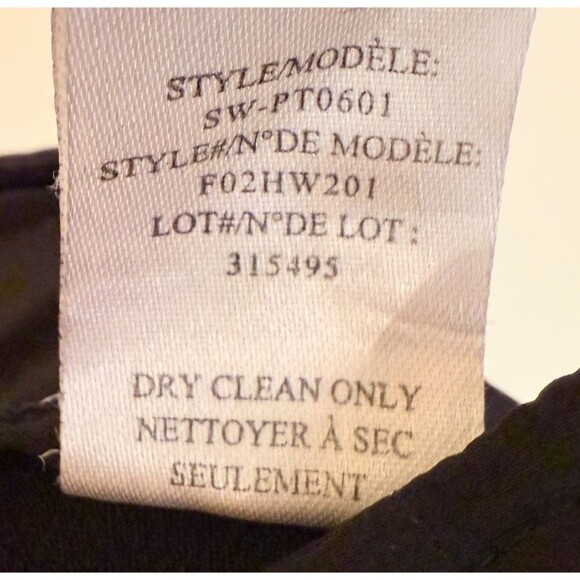 STYLE/MODÈLE:
SW-PT0601
STYLE#/N°DE MODÈLE:
F02HW201
LOT#/N°DE LOT :
315495
DRY CLEAN ONLY
NETTOYER À SEC
SEULEMENT